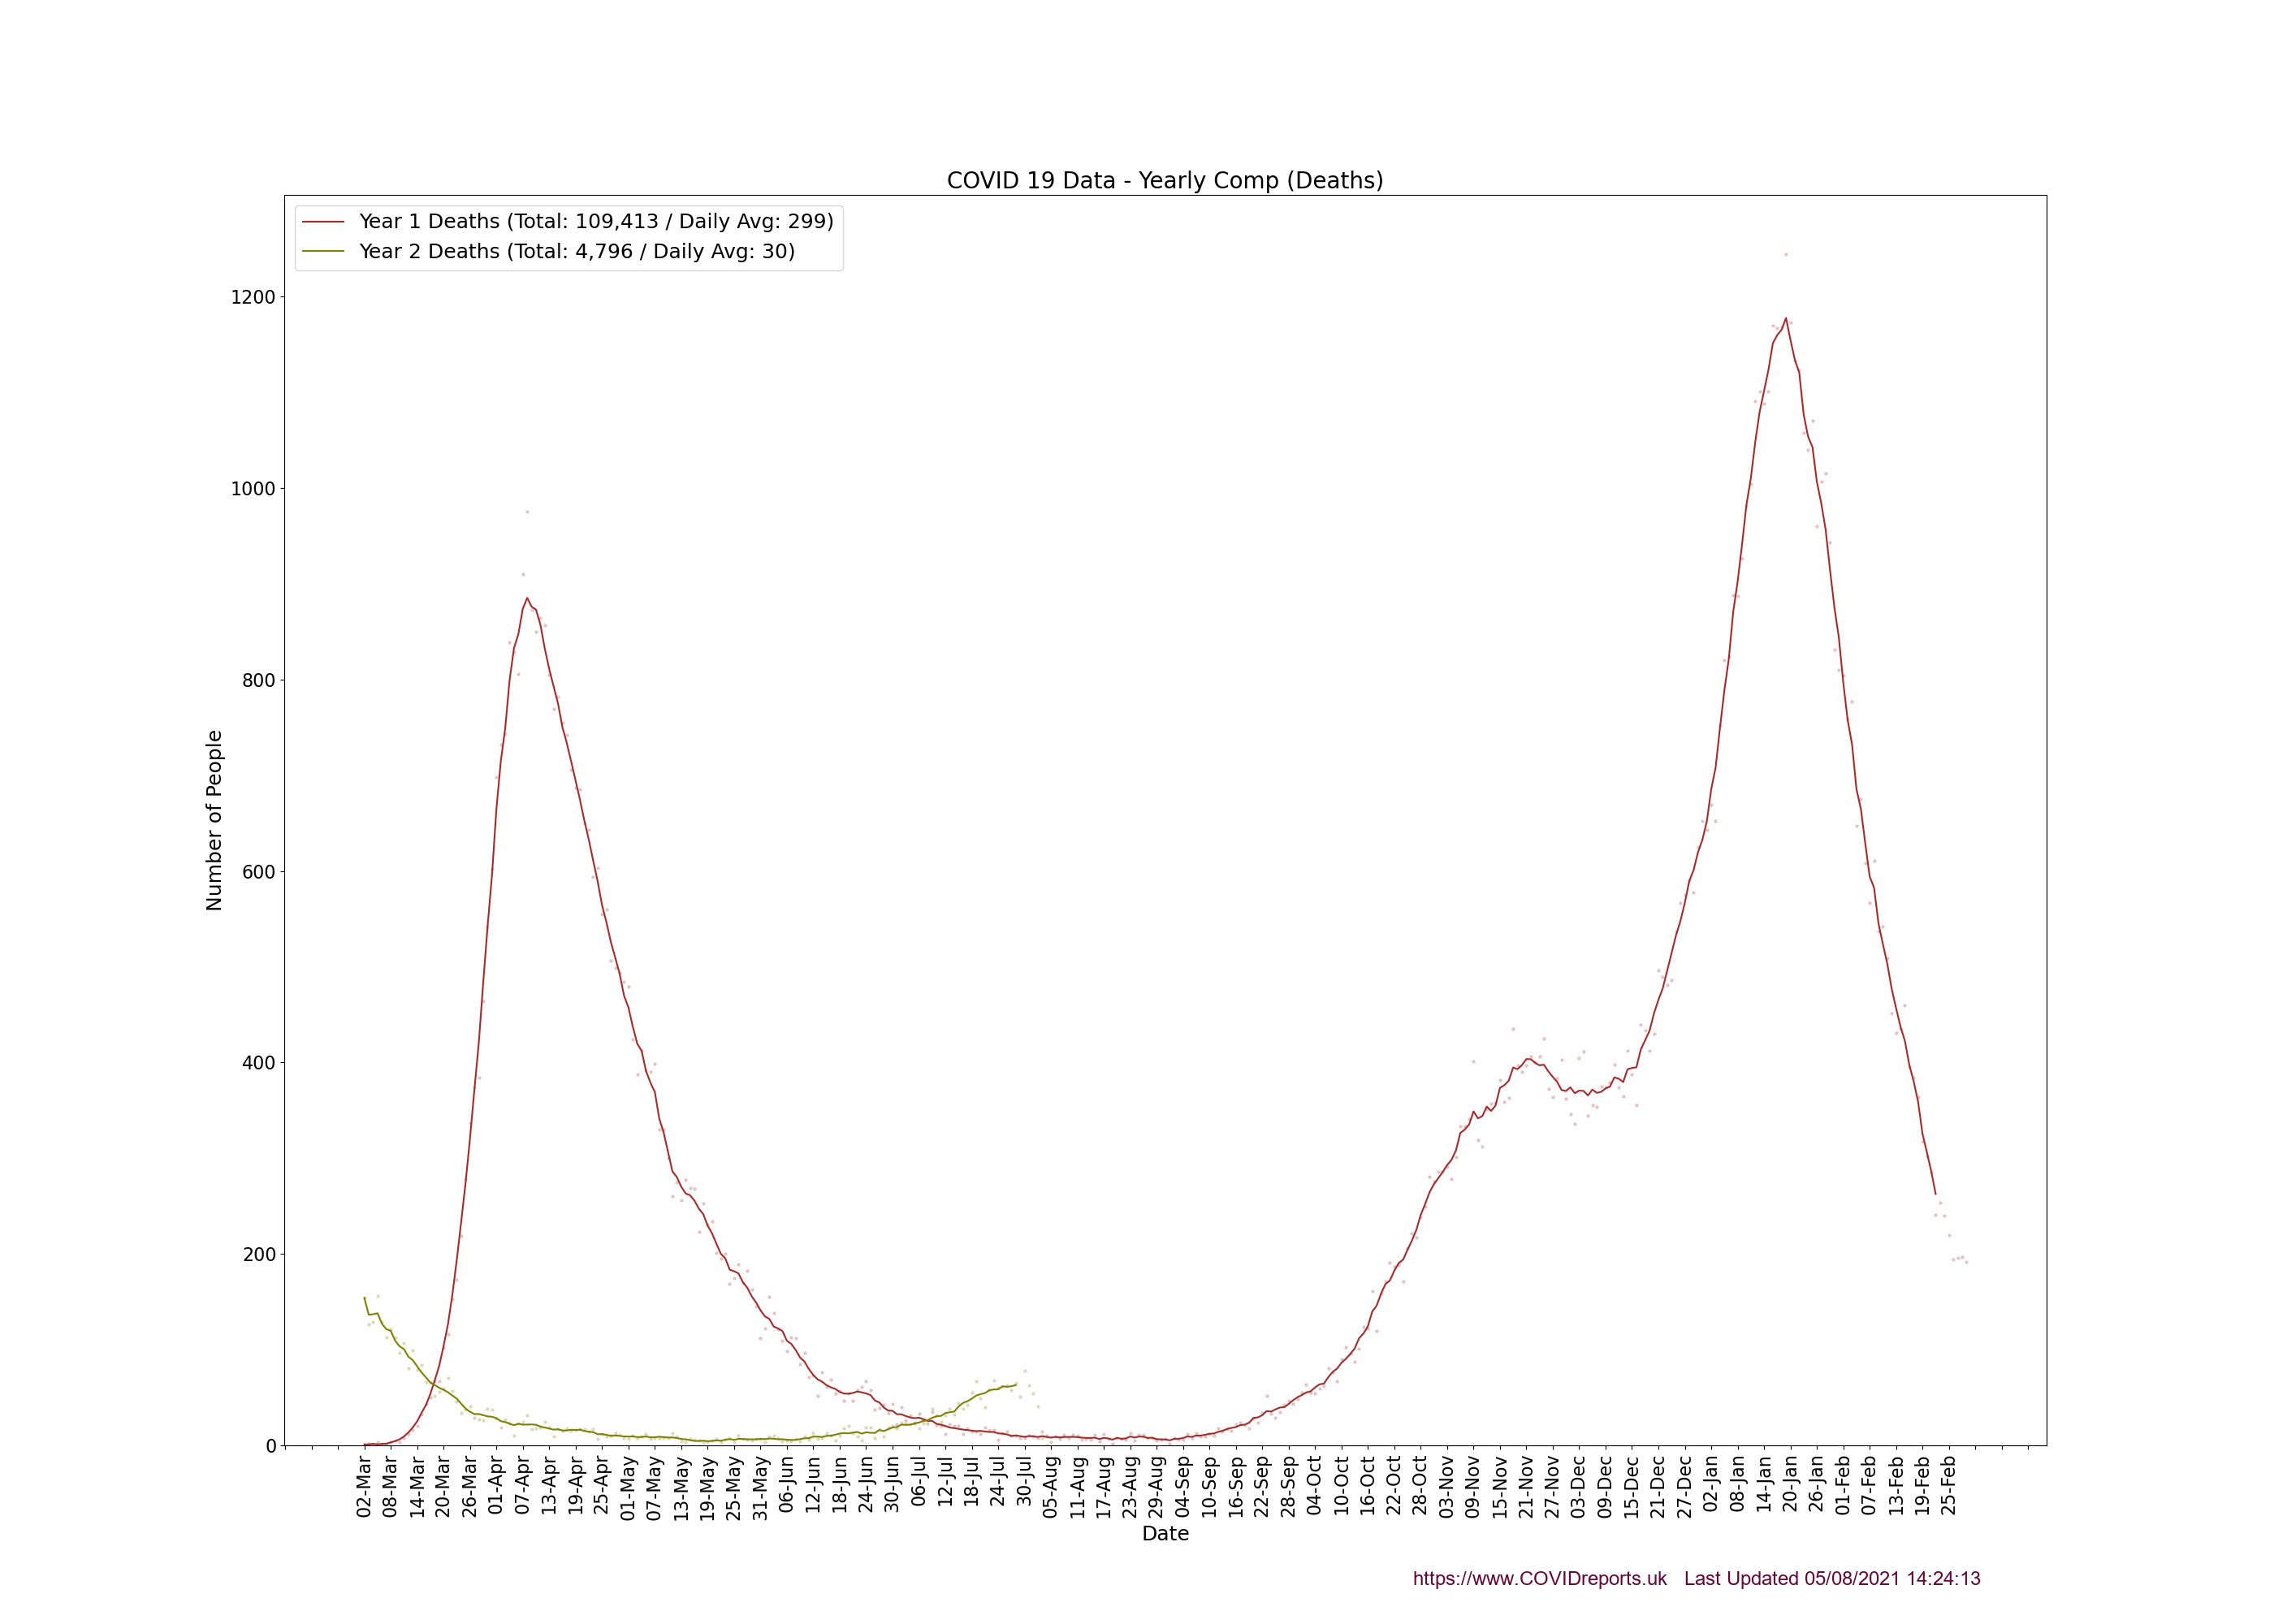 COVID 19 Data - Yearly Comp (Deaths)
Year 1 Deaths (Total: 109,413 / Daily Avg: 299)
Year 2 Deaths (Total: 4,796 / Daily Avg: 30)
1200
1000
800
600
400
200
0
Number of People
02-Mar
08-Mar
14-Mar
20-Mar
26-Mar
01-Apr
07-Apr
13-Apr
19-Apr
25-Apr
01-May
07-May
13-May
19-May
25-May
31-May
06-Jun
12-Jun
18-Jun
24-Jun
30-Jun
06-Jul
12-Jul
18-Jul
24-Jul
30-Jul
05-Aug
11-Aug
17-Aug
23-Aug
29-Aug
04-Sep
10-Sep
16-Sep
22-Sep
28-Sep
04-Oct
10-Oct
16-Oct
22-Oct
28-Oct
03-Nov
09-Nov
15-Nov
21-Nov
27-Nov
03-Dec
09-Dec
15-Dec
21-Dec
27-Dec
02-Jan
08-Jan
14-Jan
20-Jan
26-Jan
01-Feb
07-Feb
13-Feb
19-Feb
25-Feb
Date
https://www.COVIDreports.uk Last Updated 05/08/2021 14:24:13